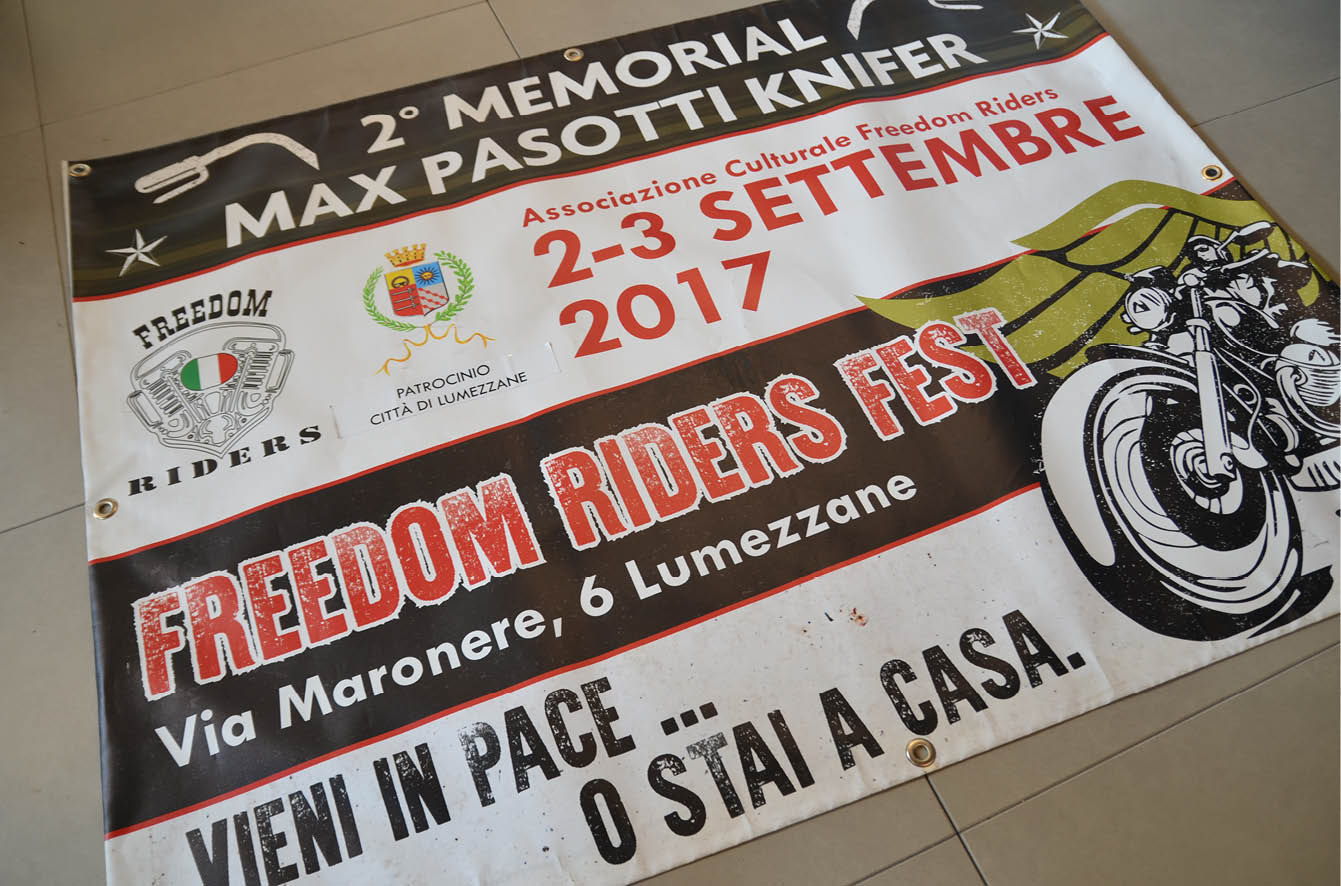 2° MEMORIAL
MAX PASOTTI KNIFER
Associazione Culturale Freedom Riders
2-3 SETTEMBRE
2017
FREEDOM
RIDERS
PATROCINIO
CITTÀ DI LUMEZZANE
FREEDOM RIDERS FEST
Via Maronere, 6 Lumezzane
VIENI IN PACE ...
O STAI A CASA.